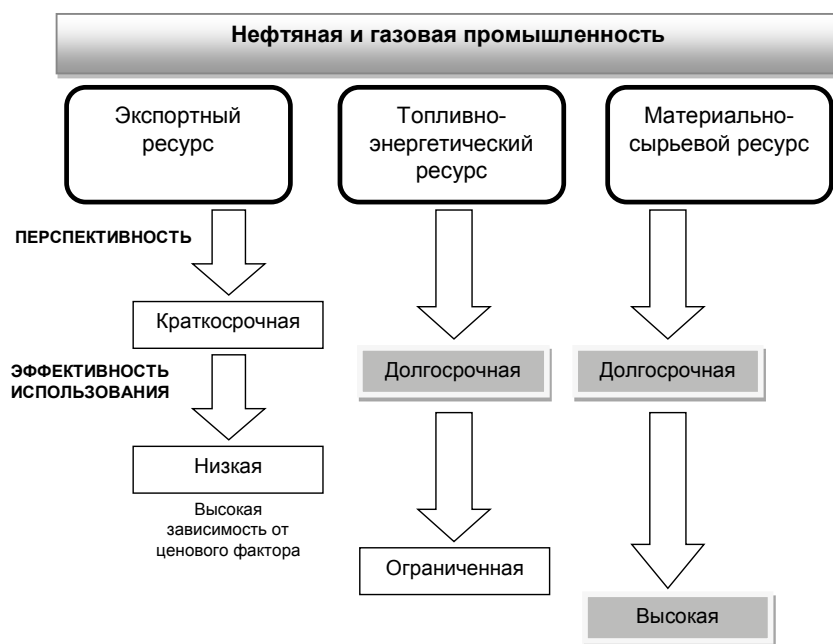 Нефтяная и газовая промышленность
Экспортный
ресурс
Топливно-
энергетический
ресурс
Материально-
сырьевой ресурс
ПЕРСПЕКТИВНОСТЬ
Краткосрочная
Долгосрочная
Долгосрочная
ЭФФЕКТИВНОСТЬ
ИСПОЛЬЗОВАНИЯ
Низкая
Высокая
зависимость от
ценового фактора
Ограниченная
Высокая